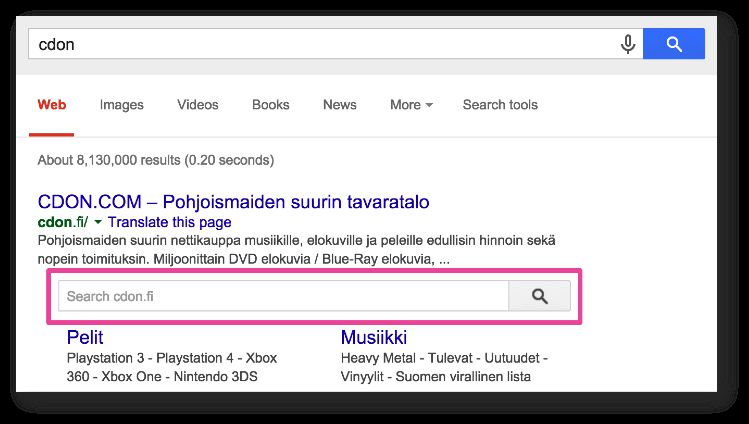 cdon
Web Images Videos Books News More Search tools
About 8,130,000 results (0.20 seconds)
CDON.COM – Pohjoismaiden suurin tavaratalo
cdon.fi/ Translate this page
Pohjoismaiden suurin nettikauppa musiikille, elokuville ja peleille edullisin hinnoin sekä
nopein toimituksin. Miljoonittain DVD elokuvia / Blue-Ray elokuvia, ...
Search cdon.fi
Pelit
Playstation 3 - Playstation 4 - Xbox
360 - Xbox One - Nintendo 3DS
Musiikki
Heavy Metal - Tulevat - Uutuudet -
Vinyylit - Suomen virallinen lista